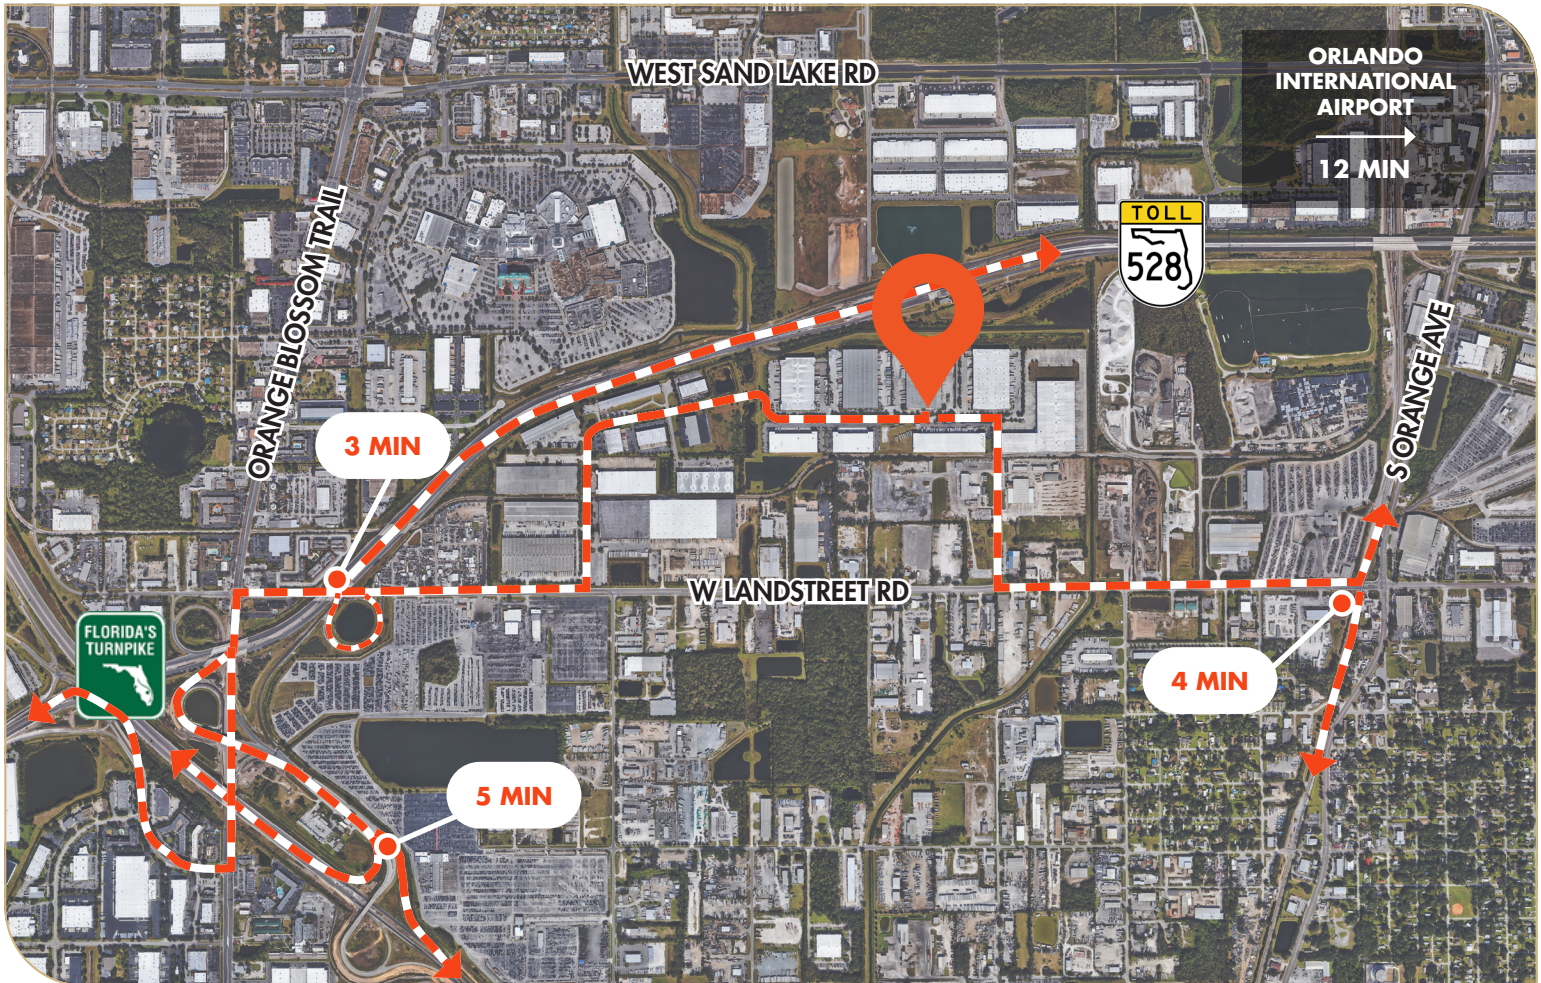 WEST SAND LAKE RD
ORLANDO
INTERNATIONAL
AIRPORT
12 MIN
TOLL
528
ORANGE BLOSSOM TRAIL
S ORANGE AVE
3 MIN
W LANDSTREET RD
FLORIDA'S
TURNPIKE
4 MIN
5 MIN